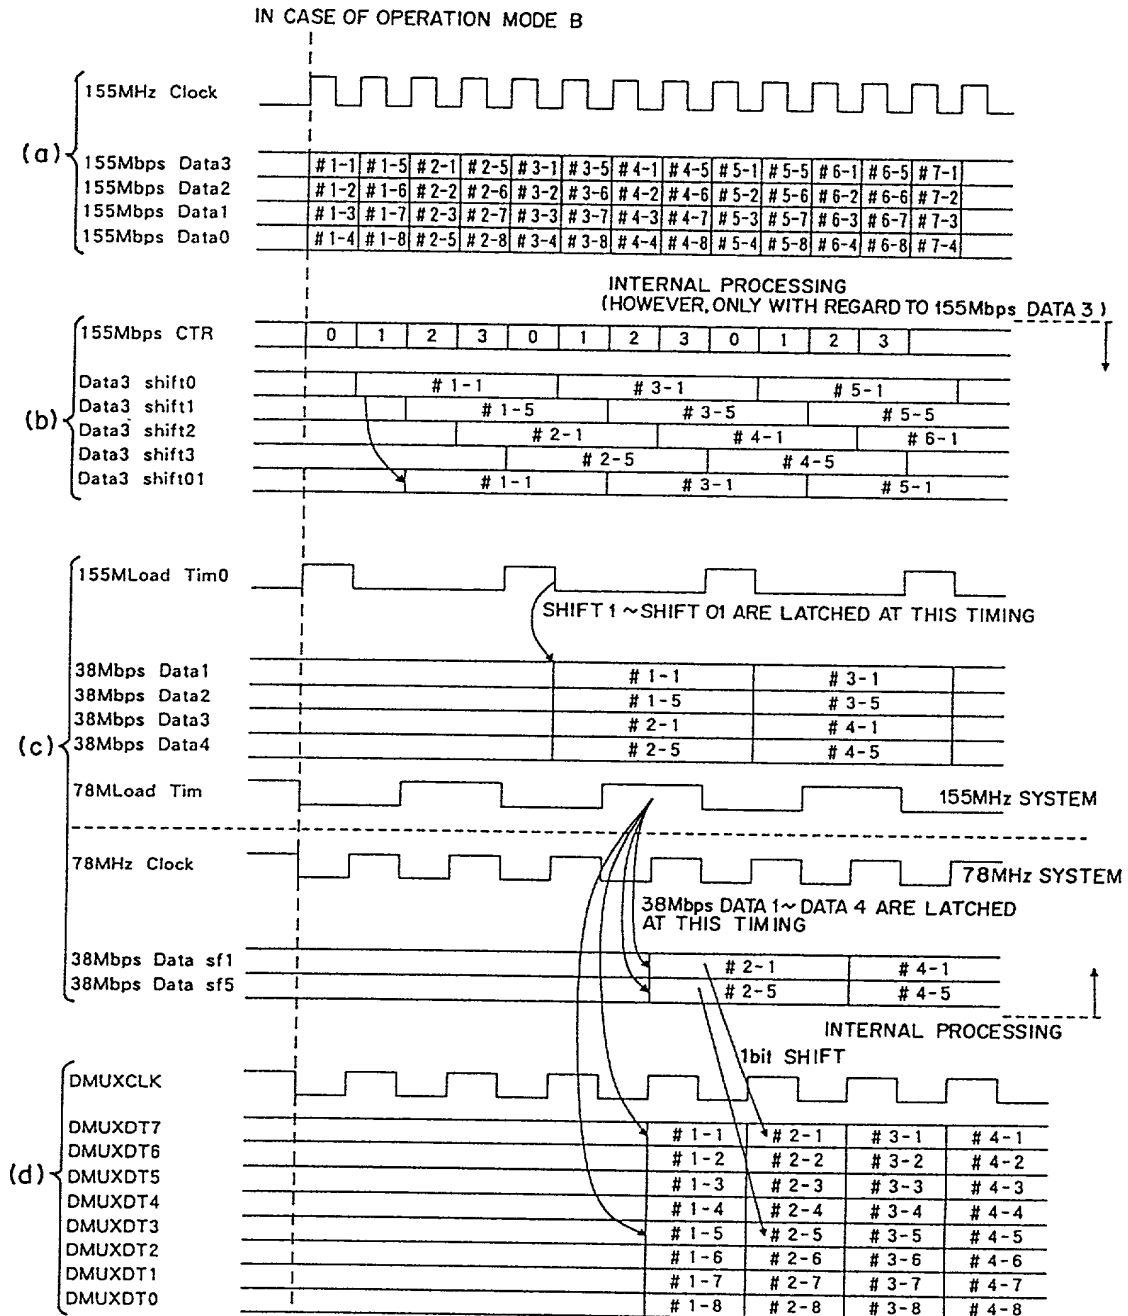 IN CASE OF OPERATION MODE B
(a)
155MHz Clock
155Mbps Data3 #1-1 #1-5 #2-1 #2-5 #3-1 #3-5 #4-1 #4-5 #5-1 #5-5 #6-1 #6-5 #7-1
155Mbps Data2 #1-2 #1-6 #2-2 #2-6 #3-2 #3-6 #4-2 #4-6 #5-2 #5-6 #6-2 #6-6 #7-2
155Mbps Data1 #1-3 #1-7 #2-3 #2-7 #3-3 #3-7 #4-3 #4-7 #5-3 #5-7 #6-3 #6-7 #7-3
155Mbps Data0 #1-4 #1-8 #2-5 #2-8 #3-4 #3-8 #4-4 #4-8 #5-4 #5-8 #6-4 #6-8 #7-4
INTERNAL PROCESSING
(HOWEVER, ONLY WITH REGARD TO 155Mbps DATA 3)
(b)
155Mbps CTR 0 1 2 3 0 1 2 3 0 1 2 3
Data3 shift0 #1-1 #3-1 #5-1
Data3 shift1 #1-5 #3-5 #5-5
Data3 shift2 #2-1 #4-1 #6-1
Data3 shift3 #2-5 #4-5
Data3 shift01 #1-1 #3-1 #5-1
(c)
155MLoad Tim0
SHIFT 1~SHIFT 01 ARE LATCHED AT THIS TIMING
38Mbps Data1 #1-1 #3-1
38Mbps Data2 #1-5 #3-5
38Mbps Data3 #2-1 #4-1
38Mbps Data4 #2-5 #4-5
78MLoad Tim 155MHz SYSTEM
78MHz Clock 78MHz SYSTEM
38Mbps DATA 1~DATA 4 ARE LATCHED
AT THIS TIMING
38Mbps Data sf1 #2-1 #4-1
38Mbps Data sf5 #2-5 #4-5
INTERNAL PROCESSING
1bit SHIFT
(d)
DMUXCLK
DMUXDT7 #1-1 #2-1 #3-1 #4-1
DMUXDT6 #1-2 #2-2 #3-2 #4-2
DMUXDT5 #1-3 #2-3 #3-3 #4-3
DMUXDT4 #1-4 #2-4 #3-4 #4-4
DMUXDT3 #1-5 #2-5 #3-5 #4-5
DMUXDT2 #1-6 #2-6 #3-6 #4-6
DMUXDT1 #1-7 #2-7 #3-7 #4-7
DMUXDT0 #1-8 #2-8 #3-8 #4-8